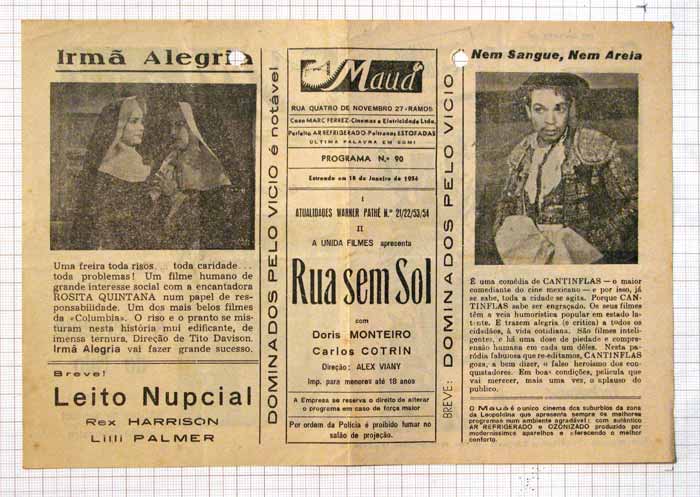 Irmã Alegria
Uma freira toda risos... toda caridade...
toda problemas! Um filme humano de
grande interesse social com a encantadora
ROSITA QUINTANA num papel de res-
ponsabilidade. Um dos mais belos filmes
da «Columbia». O riso e o pranto se mis-
turam nesta história mui edificante, de
imensa ternura, Direção de Tito Davison.
Irmã Alegria vai fazer grande sucesso.
Breve!
Leito Nupcial
Rex HARRISON
Lilli PALMER
DOMINADOS PELO VICIO é notável
Mauá
RUA QUATRO DE NOVEMBRO 27-RAMOS
Casa MARC FERREZ-Cinemas e Eletricidade Ltda.
Perfeito AR REFRIGERADO-Poltronas ESTOFADAS
ULTIMA PALAVRA EM SOM!
PROGRAMA N.º 90
Estreando em 18 de Janeiro de 1954
I
ATUALIDADES WARNER PATHÉ N.º 21/22/53/54
II
A UNIDA FILMES apresenta
Rua sem Sol
com
Doris MONTEIRO
Carlos COTRIN
Direção: ALEX VIANY
Imp. para menores até 18 anos
A Empresa se reserva o direito de alterar
o programa em caso de força maior
Por ordem da Polícia é proibido fumar no
salão de projeção.
BREVE: DOMINADOS PELO VICIO
Nem Sangue, Nem Areia
É uma comédia de CANTINFLAS — o maior
comediante do cine mexicano — e por isso, já
se sabe, toda a cidade se agita. Porque CAN-
TINFLAS sabe ser engraçado. Os seus filmes
têm a veia humorística popular em estado la-
tente. E trazem alegria (e crítica) a todos os
cidadãos, à vida cotidiana. São filmes inteli-
gentes, e há uma dose de piedade e compre-
ensão humana em cada um dêles. Nesta pa-
ródia fabulosa que re-editamos, CANTINFLAS
goza, a bem dizer, o falso heroismo dos con-
quistadores. Em boas condições, película que
vai merecer, mais uma vez, o aplauso do
publico.
O Mauá é o unico cinema dos suburbios da zona
da Leopoldina que apresenta sempre os melhores
programas num ambiente agradável: com autêntico
AR REFRIGERADO e OZONIZADO produzido por
moderníssimos aparelhos e oferecendo o melhor
conforto.